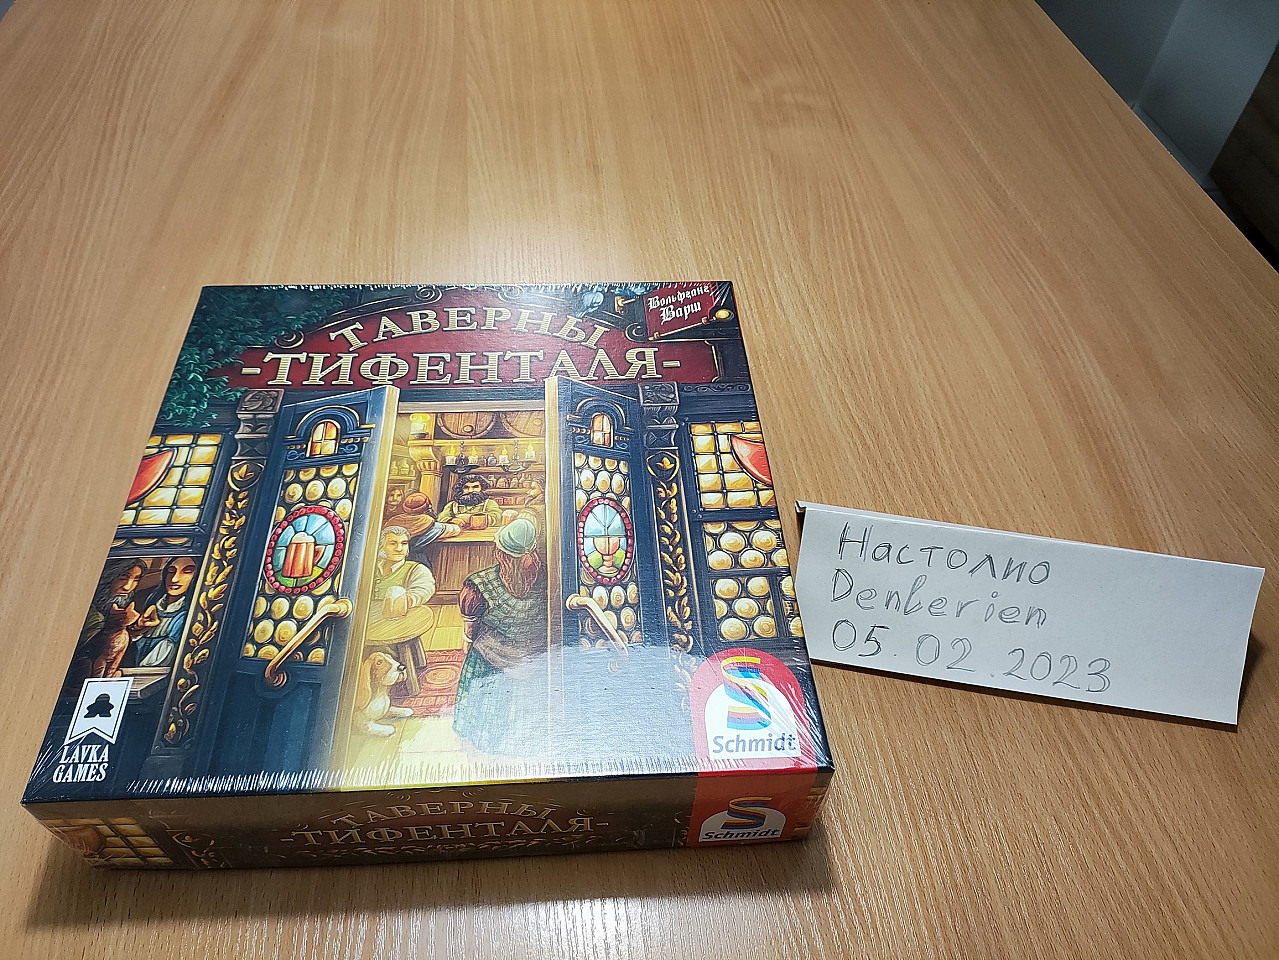 Вольфганг
Варш
ТАВЕРНЫ
-ТИФЕНТАЛЯ-
LAVKA
GAMES
Schmidt
ТАВЕРНЫ
-ТИФЕНТАЛЯ-
Schmidt
Настолио
Denberien
05.02.2023